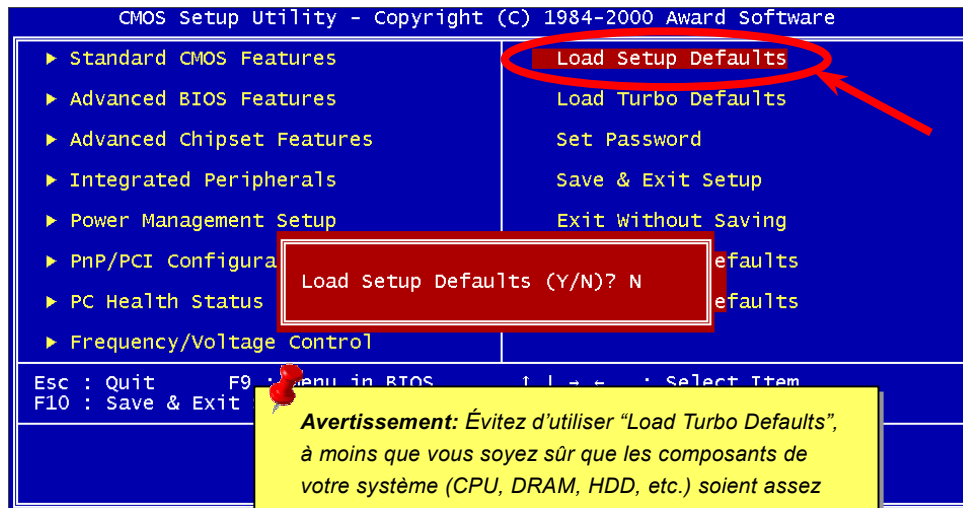 CMOS Setup Utility - Copyright (C) 1984-2000 Award Software
▶ Standard CMOS Features
▶ Advanced BIOS Features
▶ Advanced Chipset Features
▶ Integrated Peripherals
▶ Power Management Setup
▶ PnP/PCI Configura
▶ PC Health Status
▶ Frequency/Voltage Control
Load Setup Defaults
Load Turbo Defaults
Set Password
Save & Exit Setup
Exit Without Saving
efaults
efaults
Load Setup Defaults (Y/N)? N
Esc : Quit F9 : Menu in BIOS ↑ ↓ → ← : Select Item
F10 : Save & Exit
Avertissement: Évitez d’utiliser “Load Turbo Defaults”,
à moins que vous soyez sûr que les composants de
votre système (CPU, DRAM, HDD, etc.) soient assez